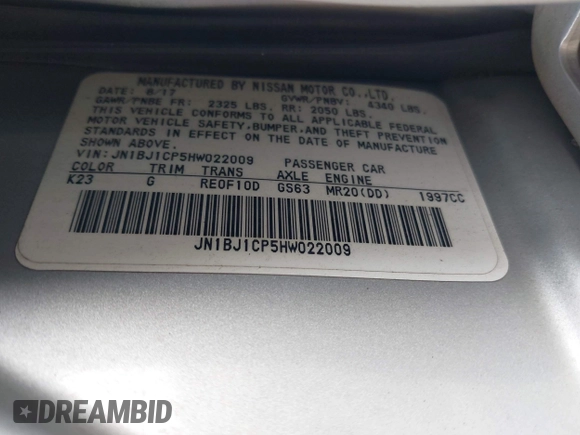 MANUFACTURED BY NISSAN MOTOR CO.,LTD.
DATE: 8/17 GVWR/PNBV: 4340 LBS.
GAWR/PNBE FR: 2325 LBS. RR: 2050 LBS.
THIS VEHICLE CONFORMS TO ALL APPLICABLE FEDERAL
MOTOR VEHICLE SAFETY,BUMPER,AND THEFT PREVENTION
STANDARDS IN EFFECT ON THE DATE OF MANUFACTURE
SHOWN ABOVE.
VIN: JN1BJ1CP5HW022009 PASSENGER CAR
COLOR TRIM TRANS AXLE ENGINE
K23 G RE0F10D GS63 MR20(DD) 1997CC
JN1BJ1CP5HW022009
DREAMBID